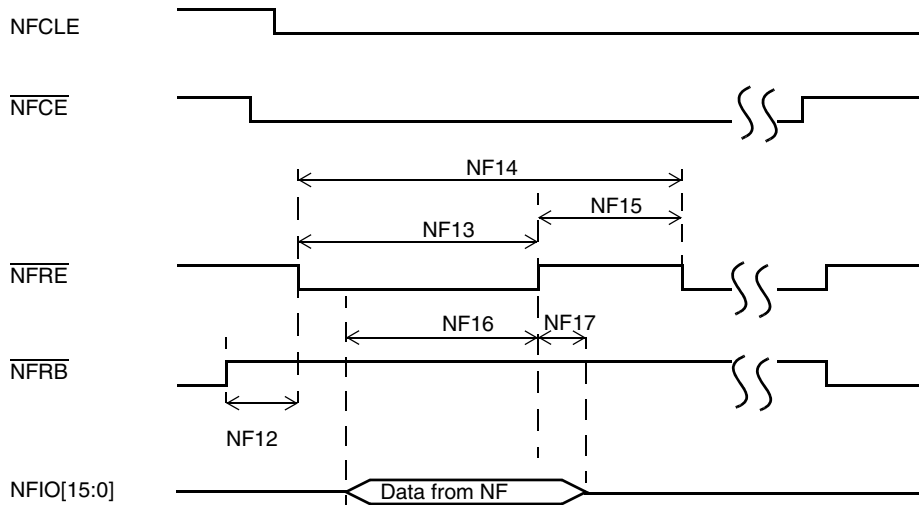 NFCLE
NFCE
NF14
NF15
NF13
NFRE
NF16
NF17
NFRB
NF12
NFIO[15:0]
Data from NF